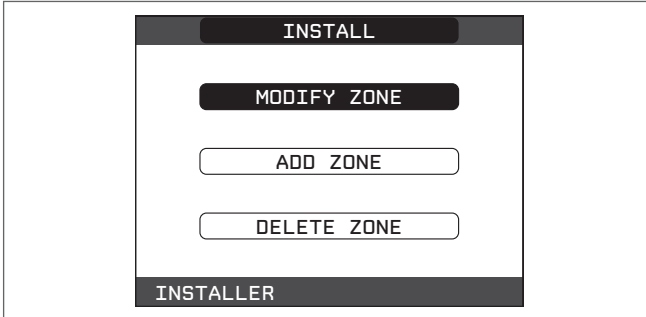 INSTALL
MODIFY ZONE
ADD ZONE
DELETE ZONE
INSTALLER